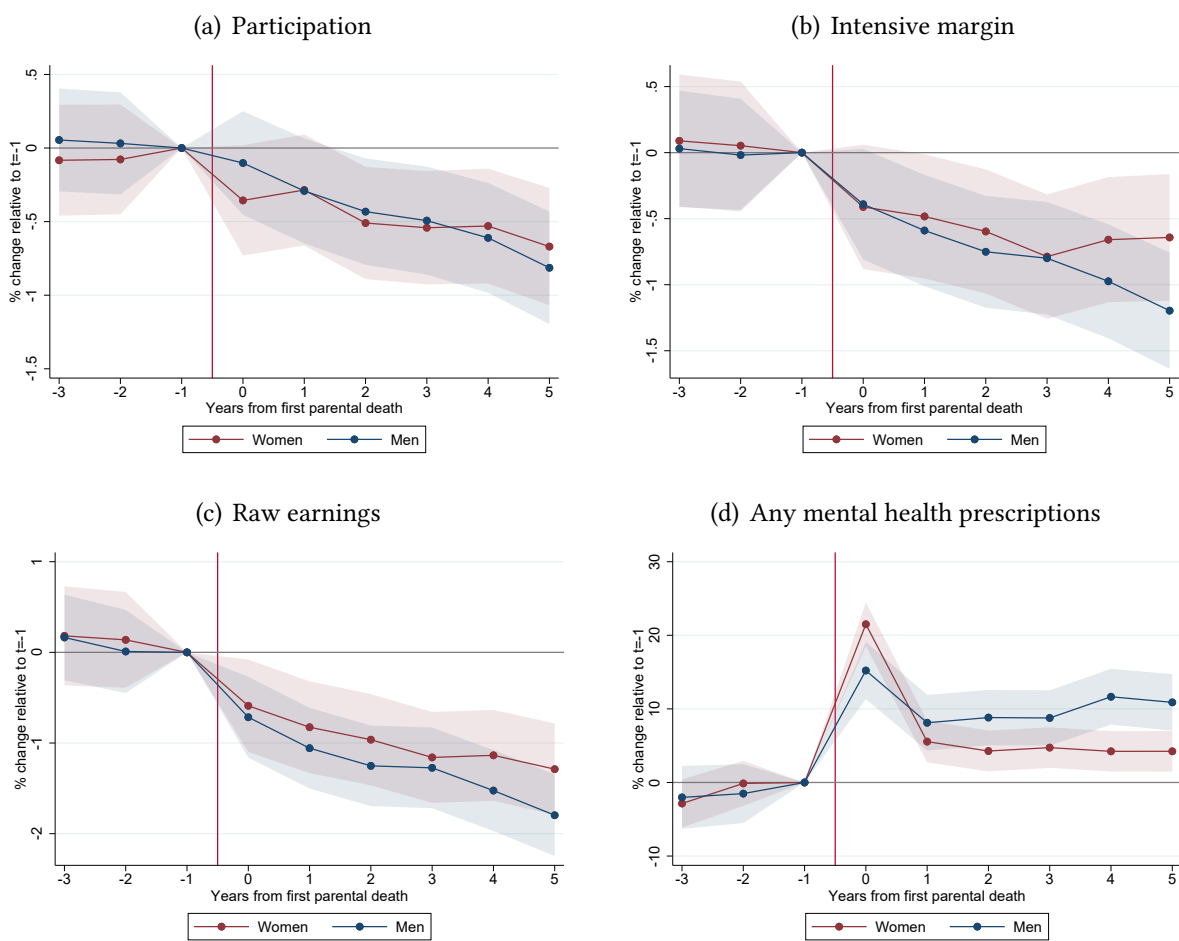 (a) Participation
% change relative to t=-1
.5
0
-.5
-1
-1.5
-3 -2 -1 0 1 2 3 4 5
Years from first parental death
Women Men
(b) Intensive margin
% change relative to t=-1
.5
0
-.5
-1
-1.5
-3 -2 -1 0 1 2 3 4 5
Years from first parental death
Women Men
(c) Raw earnings
% change relative to t=-1
1
0
-1
-2
-3 -2 -1 0 1 2 3 4 5
Years from first parental death
Women Men
(d) Any mental health prescriptions
% change relative to t=-1
30
20
10
0
-10
-3 -2 -1 0 1 2 3 4 5
Years from first parental death
Women Men